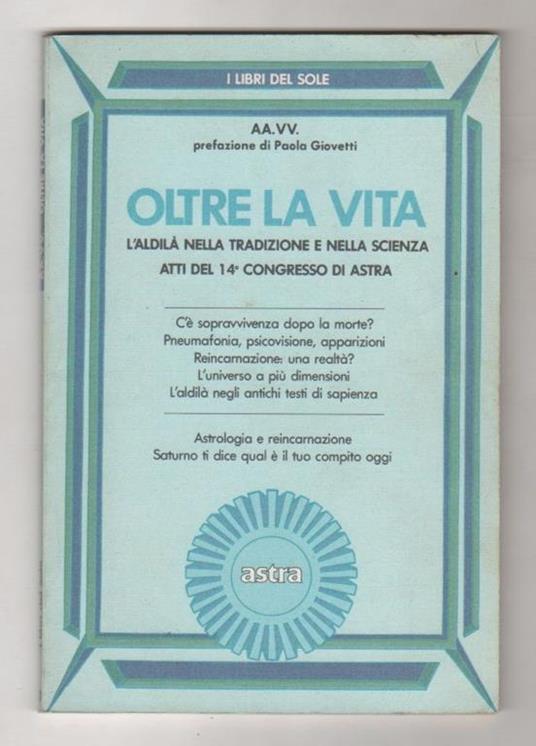 I LIBRI DEL SOLE
AA.VV.
prefazione di Paola Giovetti
OLTRE LA VITA
L'ALDILÀ NELLA TRADIZIONE E NELLA SCIENZA
ATTI DEL 14° CONGRESSO DI ASTRA
C'è sopravvivenza dopo la morte?
Pneumafonia, psicovisione, apparizioni
Reincarnazione: una realtà?
L'universo a più dimensioni
L'aldilà negli antichi testi di sapienza
Astrologia e reincarnazione
Saturno ti dice qual è il tuo compito oggi
astra